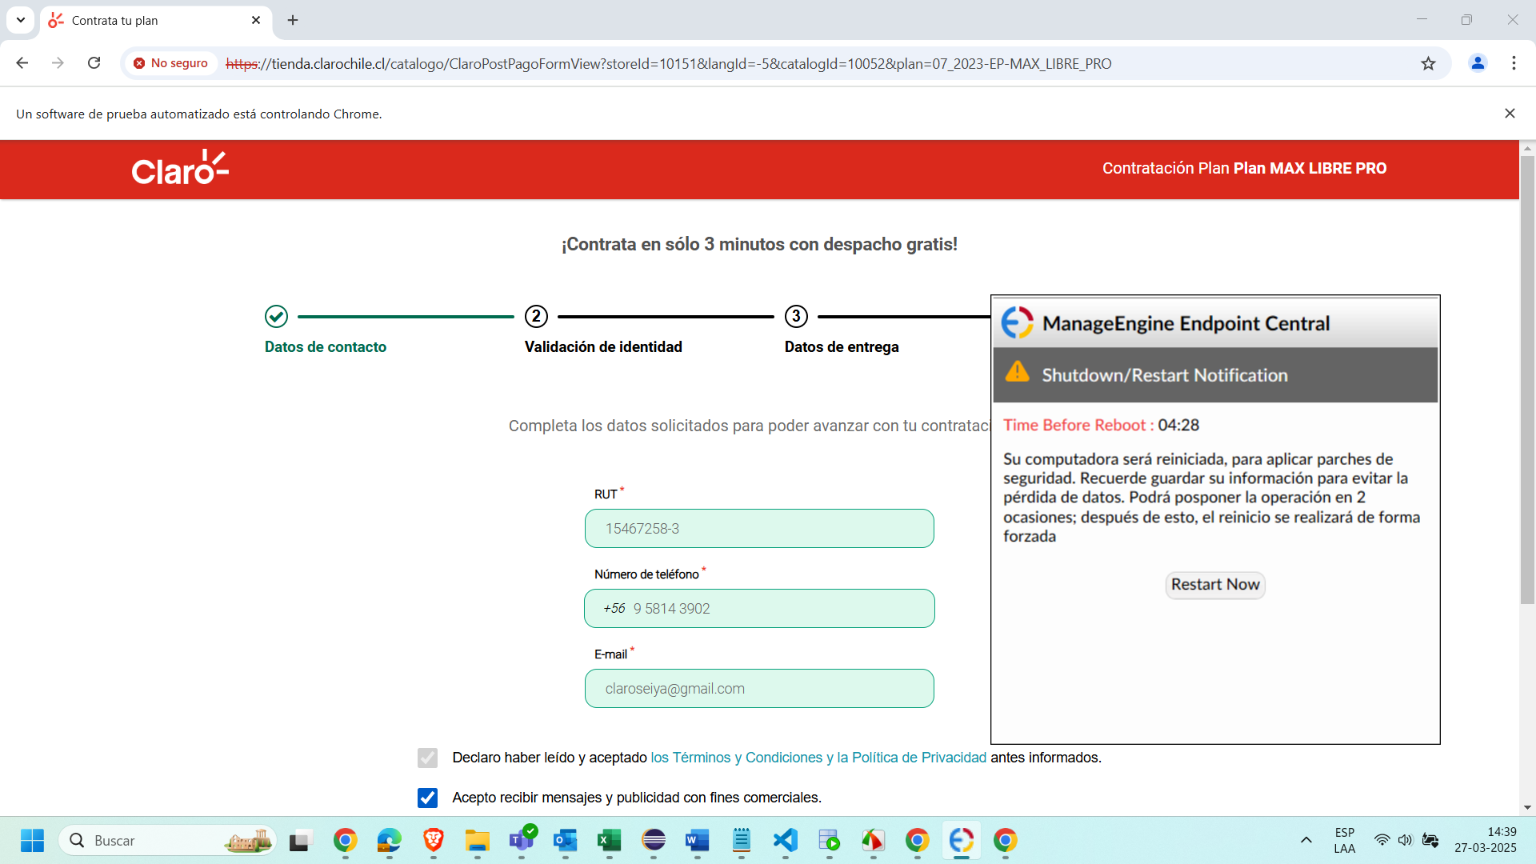 Contrata tu plan
No seguro
https://tienda.clarochile.cl/catalogo/ClaroPostPagoFormView?storeId=10151&langId=-5&catalogId=10052&plan=07_2023-EP-MAX_LIBRE_PRO
Un software de prueba automatizado está controlando Chrome.
Claro
Contratación Plan Plan MAX LIBRE PRO
¡Contrata en sólo 3 minutos con despacho gratis!
2
3
Datos de contacto
Validación de identidad
Datos de entrega
Completa los datos solicitados para poder avanzar con tu contrataci
RUT *
15467258-3
Número de teléfono *
+56 9 5814 3902
E-mail *
claroseiya@gmail.com
Declaro haber leído y aceptado los Términos y Condiciones y la Política de Privacidad antes informados.
Acepto recibir mensajes y publicidad con fines comerciales.
ManageEngine Endpoint Central
Shutdown/Restart Notification
Time Before Reboot : 04:28
Su computadora será reiniciada, para aplicar parches de
seguridad. Recuerde guardar su información para evitar la
pérdida de datos. Podrá posponer la operación en 2
ocasiones; después de esto, el reinicio se realizará de forma
forzada
Restart Now
Buscar
ESP
LAA
14:39
27-03-2025